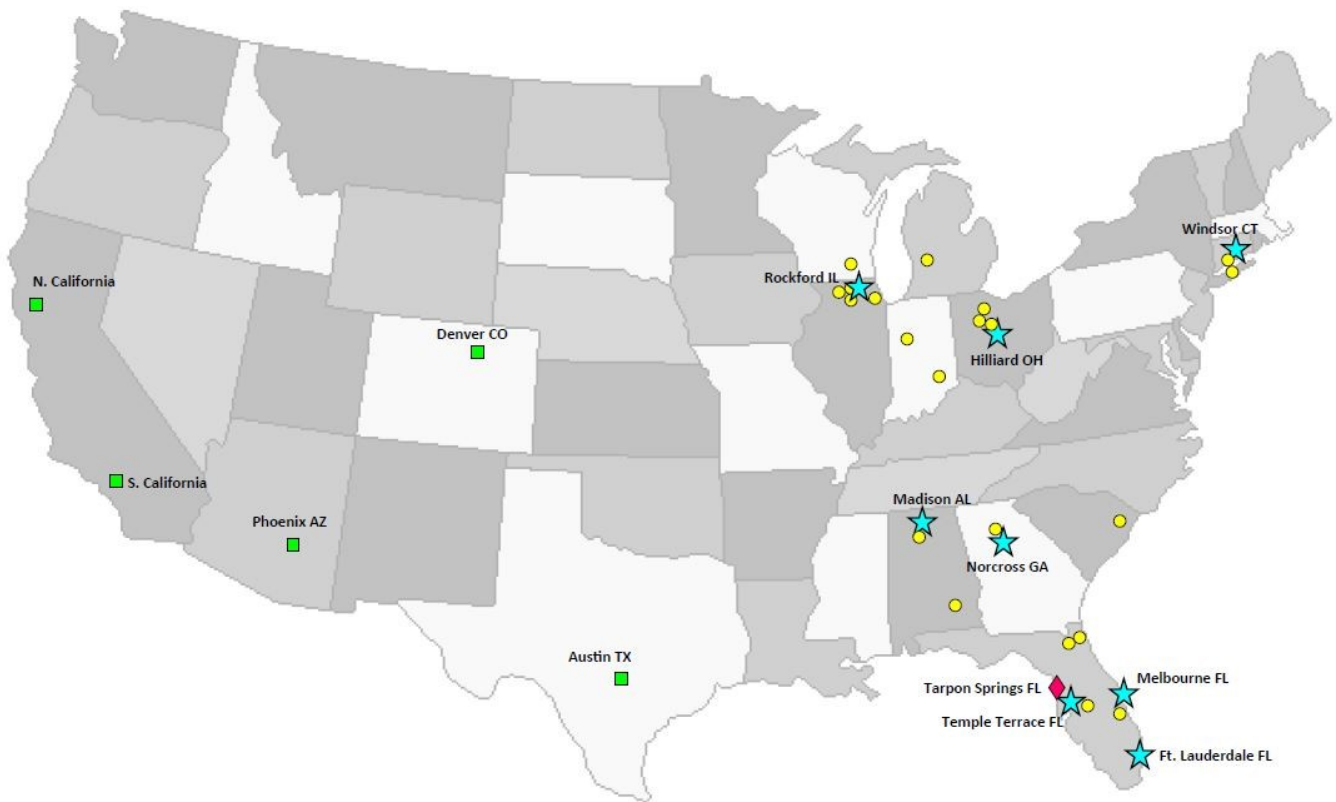 Windsor CT
Rockford IL
N. California
Denver CO
Hilliard OH
S. California
Madison AL
Phoenix AZ
Norcross GA
Austin TX
Melbourne FL
Tarpon Springs FL
Temple Terrace FL
Ft. Lauderdale FL